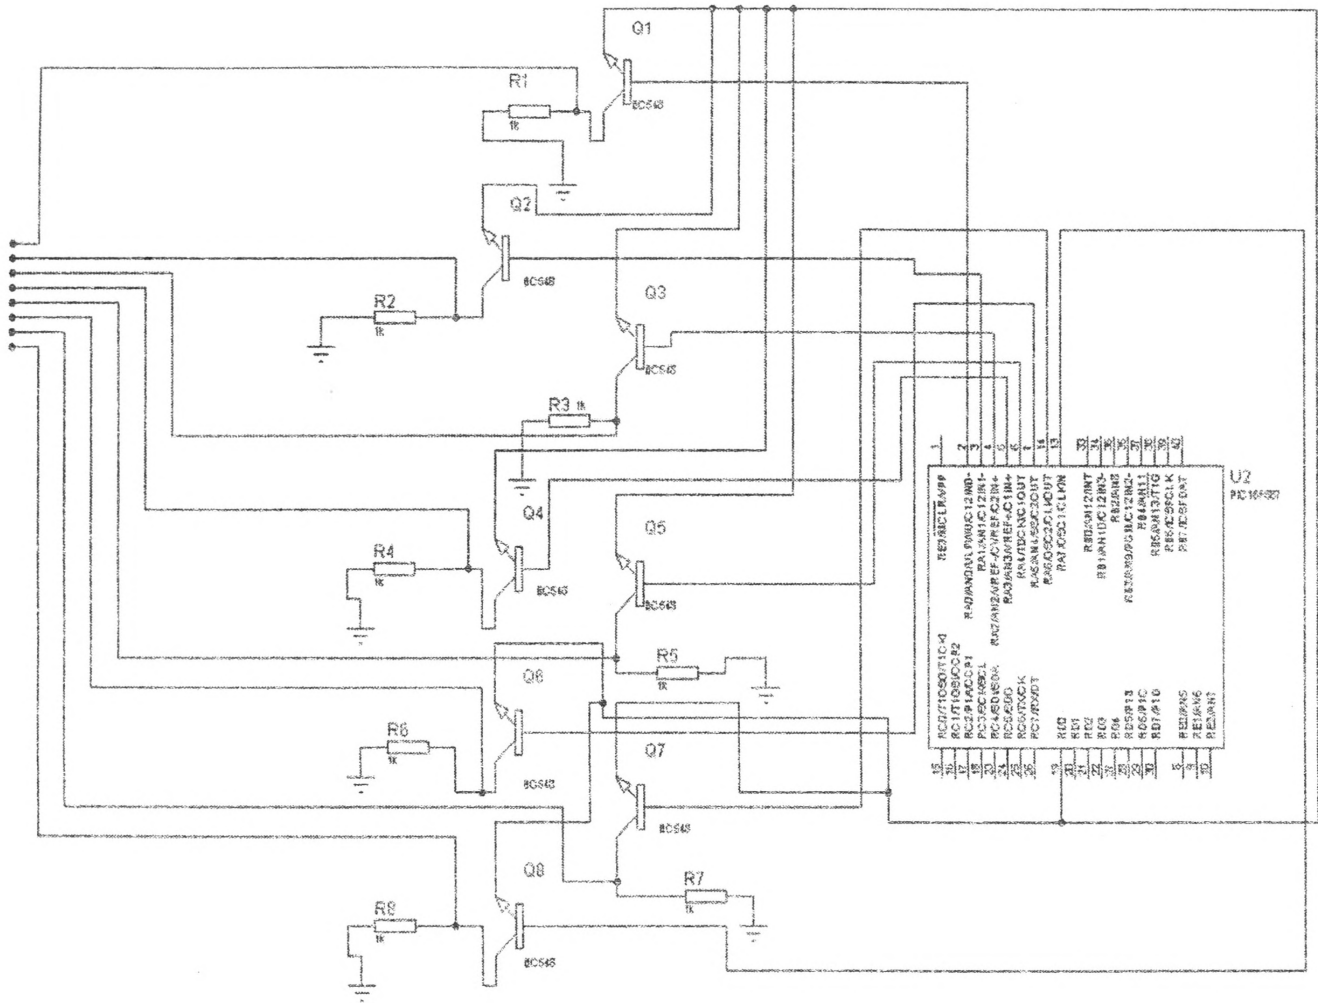 Q1
R1
1K
BC548
Q2
BC548
R2
1K
Q3
BC548
R3 1K
Q4
BC548
R4
1K
Q5
BC548
R5
1K
Q6
BC548
R6
1K
Q7
BC548
R7
1K
Q8
BC548
R8
1K
U2
PIC16F887
1
2
3
4
5
6
14
13
33
34
35
36
37
38
39
40
RE3/MCLR/VPP
RA0/AN0/ULPWU/C12IN0-
RA1/AN1/C12IN1-
RA2/AN2/VREF-/CVREF/C2IN+
RA3/AN3/VREF+/C1IN+
RA4/T0CKI/C1OUT
RA5/AN4/SS/C2OUT
RA6/OSC2/CLKOUT
RA7/OSC1/CLKIN
RB0/AN12/INT
RB1/AN10/C12IN3-
RB2/AN8
RB3/AN9/PGM/C12IN2-
RB4/AN11
RB5/AN13/T1G
RB6/ICSPCLK
RB7/ICSPDAT
RC0/T1OSO/T1CKI
RC1/T1OSI/CCP2
RC2/P1A/CCP1
RC3/SCK/SCL
RC4/SDI/SDA
RC5/SDO
RC6/TX/CK
RC7/RX/DT
RD0
RD1
RD2
RD3
RD4
RD5/P1B
RD6/P1C
RD7/P1D
RE0/AN5
RE1/AN6
RE2/AN7
15
16
17
18
23
24
25
26
19
20
21
22
27
28
29
30
8
9
10